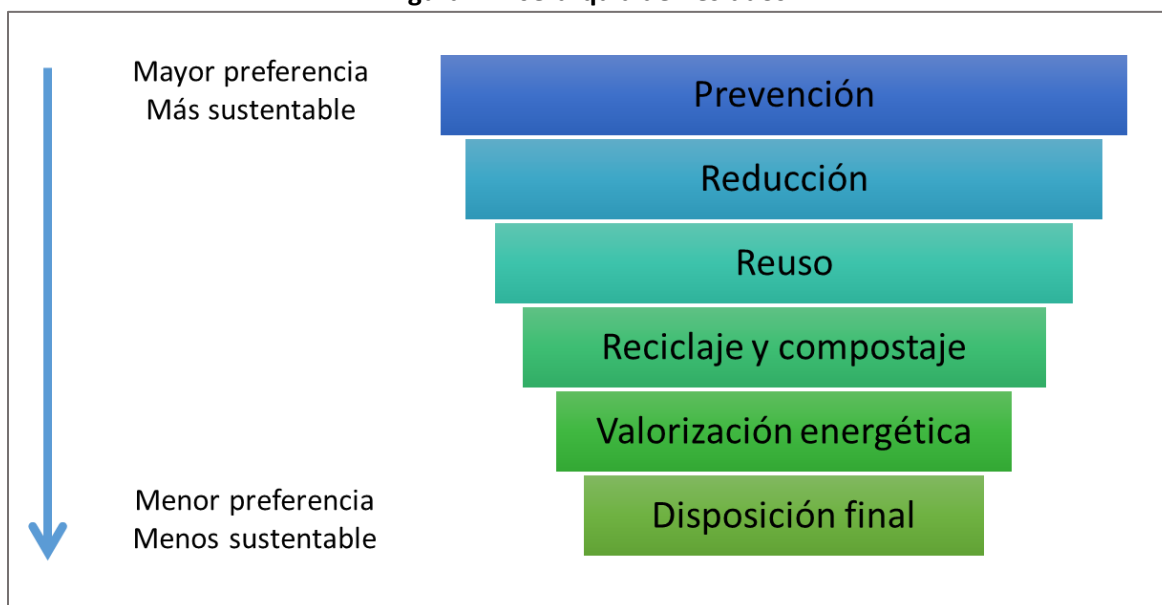 Mayor preferencia
Más sustentable
Prevención
Reducción
Reuso
Reciclaje y compostaje
Valorización energética
Menor preferencia
Menos sustentable
Disposición final